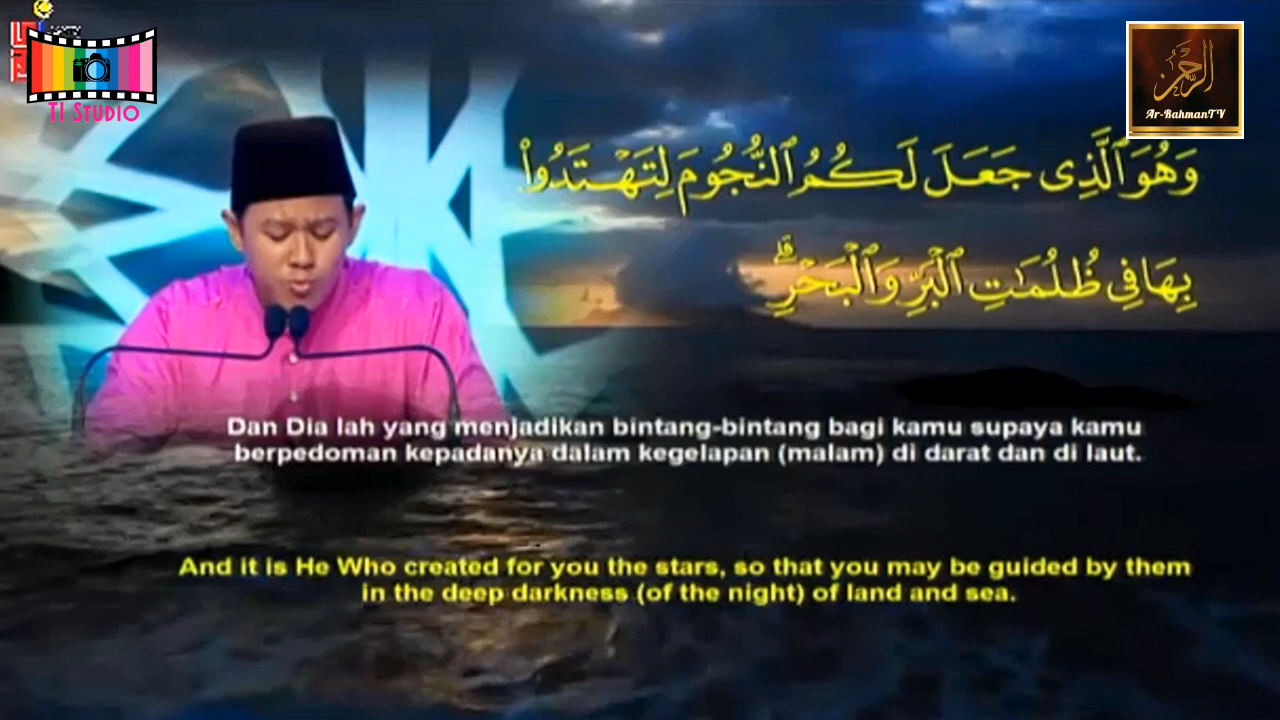 TI STUDIO
الرحمن
Ar-RahmanTV
وَهُوَ ٱلَّذِى جَعَلَ لَكُمُ ٱلنُّجُومَ لِتَهْتَدُوا۟
بِهَا فِى ظُلُمَٰتِ ٱلْبَرِّ وَٱلْبَحْرِ ۗ
Dan Dia lah yang menjadikan bintang-bintang bagi kamu supaya kamu
berpedoman kepadanya dalam kegelapan (malam) di darat dan di laut.
And it is He Who created for you the stars, so that you may be guided by them
in the deep darkness (of the night) of land and sea.